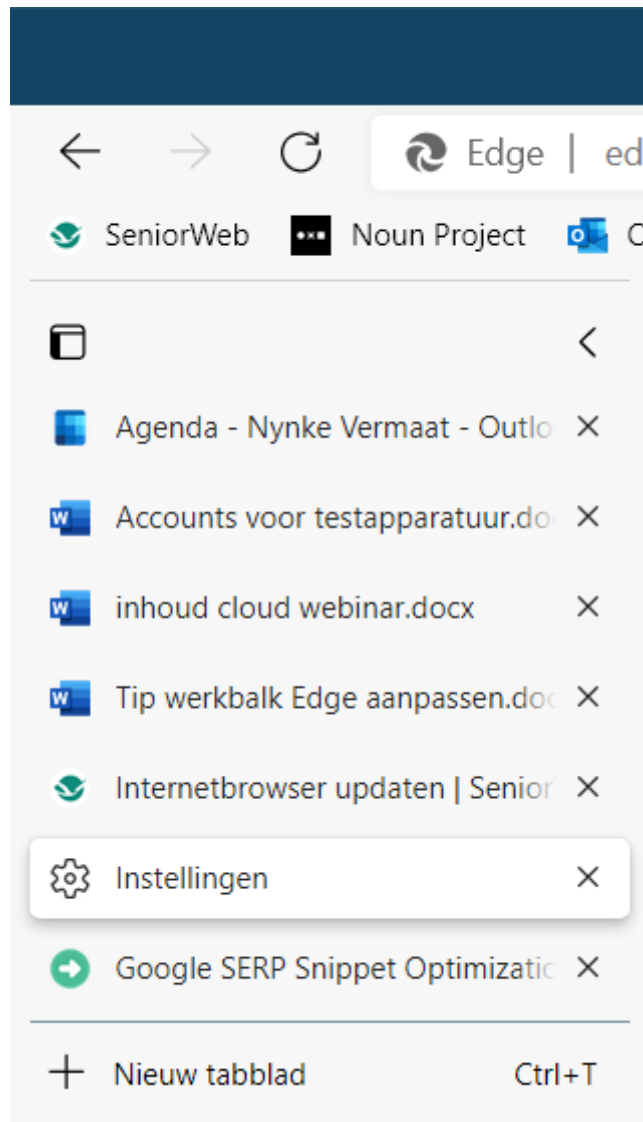 Edge | ed
SeniorWeb Noun Project
Agenda - Nynke Vermaat - Outlo
Accounts voor testapparatuur.do
inhoud cloud webinar.docx
Tip werkbalk Edge aanpassen.doc
Internetbrowser updaten | Senior
Instellingen
Google SERP Snippet Optimizatio
Nieuw tabblad Ctrl+T